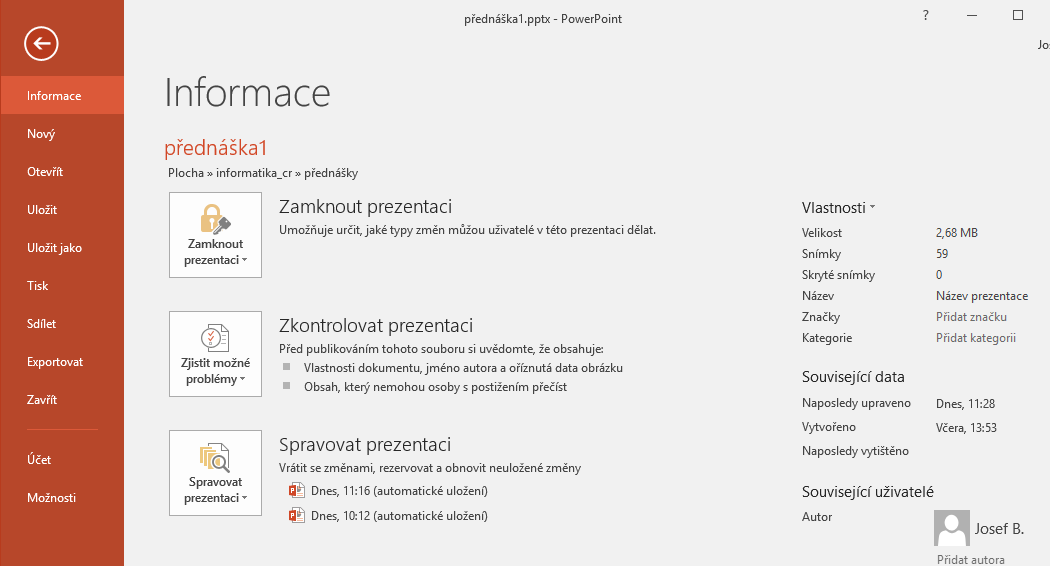 přednáška1.pptx - PowerPoint
?
Jos
Informace
Nový
Otevřít
Uložit
Uložit jako
Tisk
Sdílet
Exportovat
Zavřít
Účet
Možnosti
Informace
přednáška1
Plocha » informatika_cr » přednášky
Zamknout prezentaci
Zamknout prezentaci
Umožňuje určit, jaké typy změn můžou uživatelé v této prezentaci dělat.
Zjistit možné problémy
Zkontrolovat prezentaci
Před publikováním tohoto souboru si uvědomte, že obsahuje:
Vlastnosti dokumentu, jméno autora a oříznutá data obrázku
Obsah, který nemohou osoby s postižením přečíst
Spravovat prezentaci
Spravovat prezentaci
Vrátit se změnami, rezervovat a obnovit neuložené změny
Dnes, 11:16 (automatické uložení)
Dnes, 10:12 (automatické uložení)
Vlastnosti
Velikost 2,68 MB
Snímky 59
Skryté snímky 0
Název Název prezentace
Značky Přidat značku
Kategorie Přidat kategorii
Související data
Naposledy upraveno Dnes, 11:28
Vytvořeno Včera, 13:53
Naposledy vytištěno
Související uživatelé
Autor Josef B.
Přidat autora